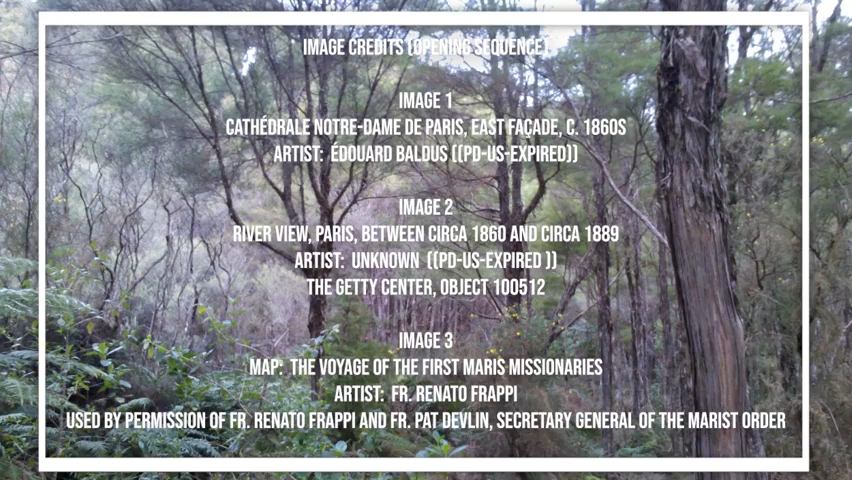 IMAGE CREDITS (OPENING SEQUENCE)
IMAGE 1
CATHÉDRALE NOTRE-DAME DE PARIS, EAST FAÇADE, C. 1860S
ARTIST: ÉDOUARD BALDUS ((PD-US-EXPIRED))
IMAGE 2
RIVER VIEW, PARIS, BETWEEN CIRCA 1860 AND CIRCA 1889
ARTIST: UNKNOWN ((PD-US-EXPIRED ))
THE GETTY CENTER, OBJECT 100512
IMAGE 3
MAP: THE VOYAGE OF THE FIRST MARIS MISSIONARIES
ARTIST: FR. RENATO FRAPPI
USED BY PERMISSION OF FR. RENATO FRAPPI AND FR. PAT DEVLIN, SECRETARY GENERAL OF THE MARIST ORDER